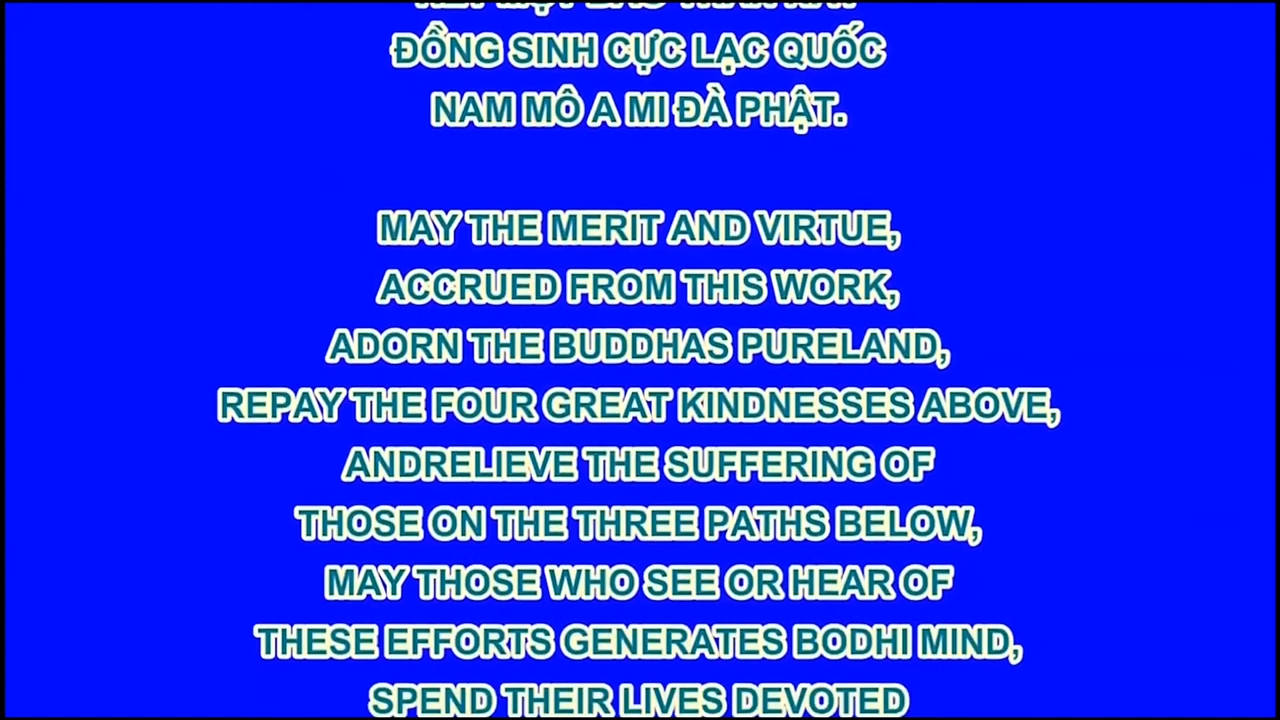 ĐỒNG SINH CỰC LẠC QUỐC
NAM MÔ A MI ĐÀ PHẬT.
MAY THE MERIT AND VIRTUE,
ACCRUED FROM THIS WORK,
ADORN THE BUDDHAS PURELAND,
REPAY THE FOUR GREAT KINDNESSES ABOVE,
ANDRELIEVE THE SUFFERING OF
THOSE ON THE THREE PATHS BELOW,
MAY THOSE WHO SEE OR HEAR OF
THESE EFFORTS GENERATES BODHI MIND,
SPEND THEIR LIVES DEVOTED